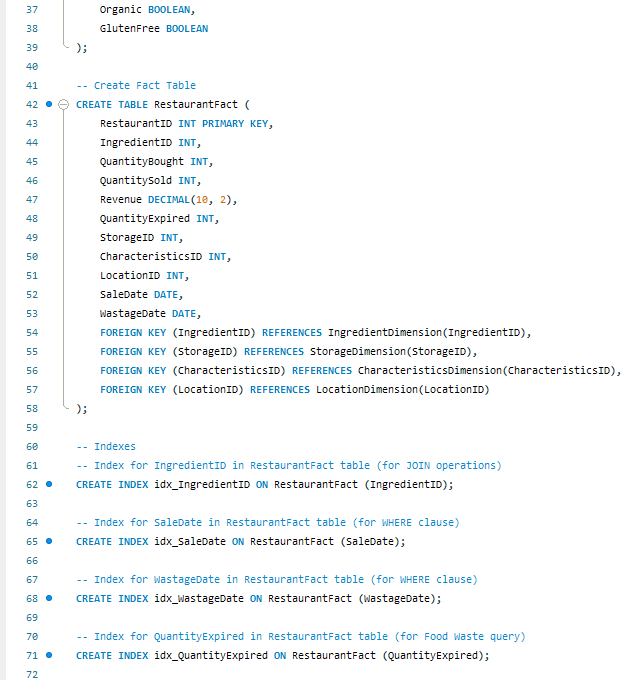 37 Organic BOOLEAN,
38 GlutenFree BOOLEAN
39 );
40
41 -- Create Fact Table
42 CREATE TABLE RestaurantFact (
43 RestaurantID INT PRIMARY KEY,
44 IngredientID INT,
45 QuantityBought INT,
46 QuantitySold INT,
47 Revenue DECIMAL(10, 2),
48 QuantityExpired INT,
49 StorageID INT,
50 CharacteristicsID INT,
51 LocationID INT,
52 SaleDate DATE,
53 WastageDate DATE,
54 FOREIGN KEY (IngredientID) REFERENCES IngredientDimension(IngredientID),
55 FOREIGN KEY (StorageID) REFERENCES StorageDimension(StorageID),
56 FOREIGN KEY (CharacteristicsID) REFERENCES CharacteristicsDimension(CharacteristicsID),
57 FOREIGN KEY (LocationID) REFERENCES LocationDimension(LocationID)
58 );
59
60 -- Indexes
61 -- Index for IngredientID in RestaurantFact table (for JOIN operations)
62 CREATE INDEX idx_IngredientID ON RestaurantFact (IngredientID);
63
64 -- Index for SaleDate in RestaurantFact table (for WHERE clause)
65 CREATE INDEX idx_SaleDate ON RestaurantFact (SaleDate);
66
67 -- Index for WastageDate in RestaurantFact table (for WHERE clause)
68 CREATE INDEX idx_WastageDate ON RestaurantFact (WastageDate);
69
70 -- Index for QuantityExpired in RestaurantFact table (for Food Waste query)
71 CREATE INDEX idx_QuantityExpired ON RestaurantFact (QuantityExpired);
72